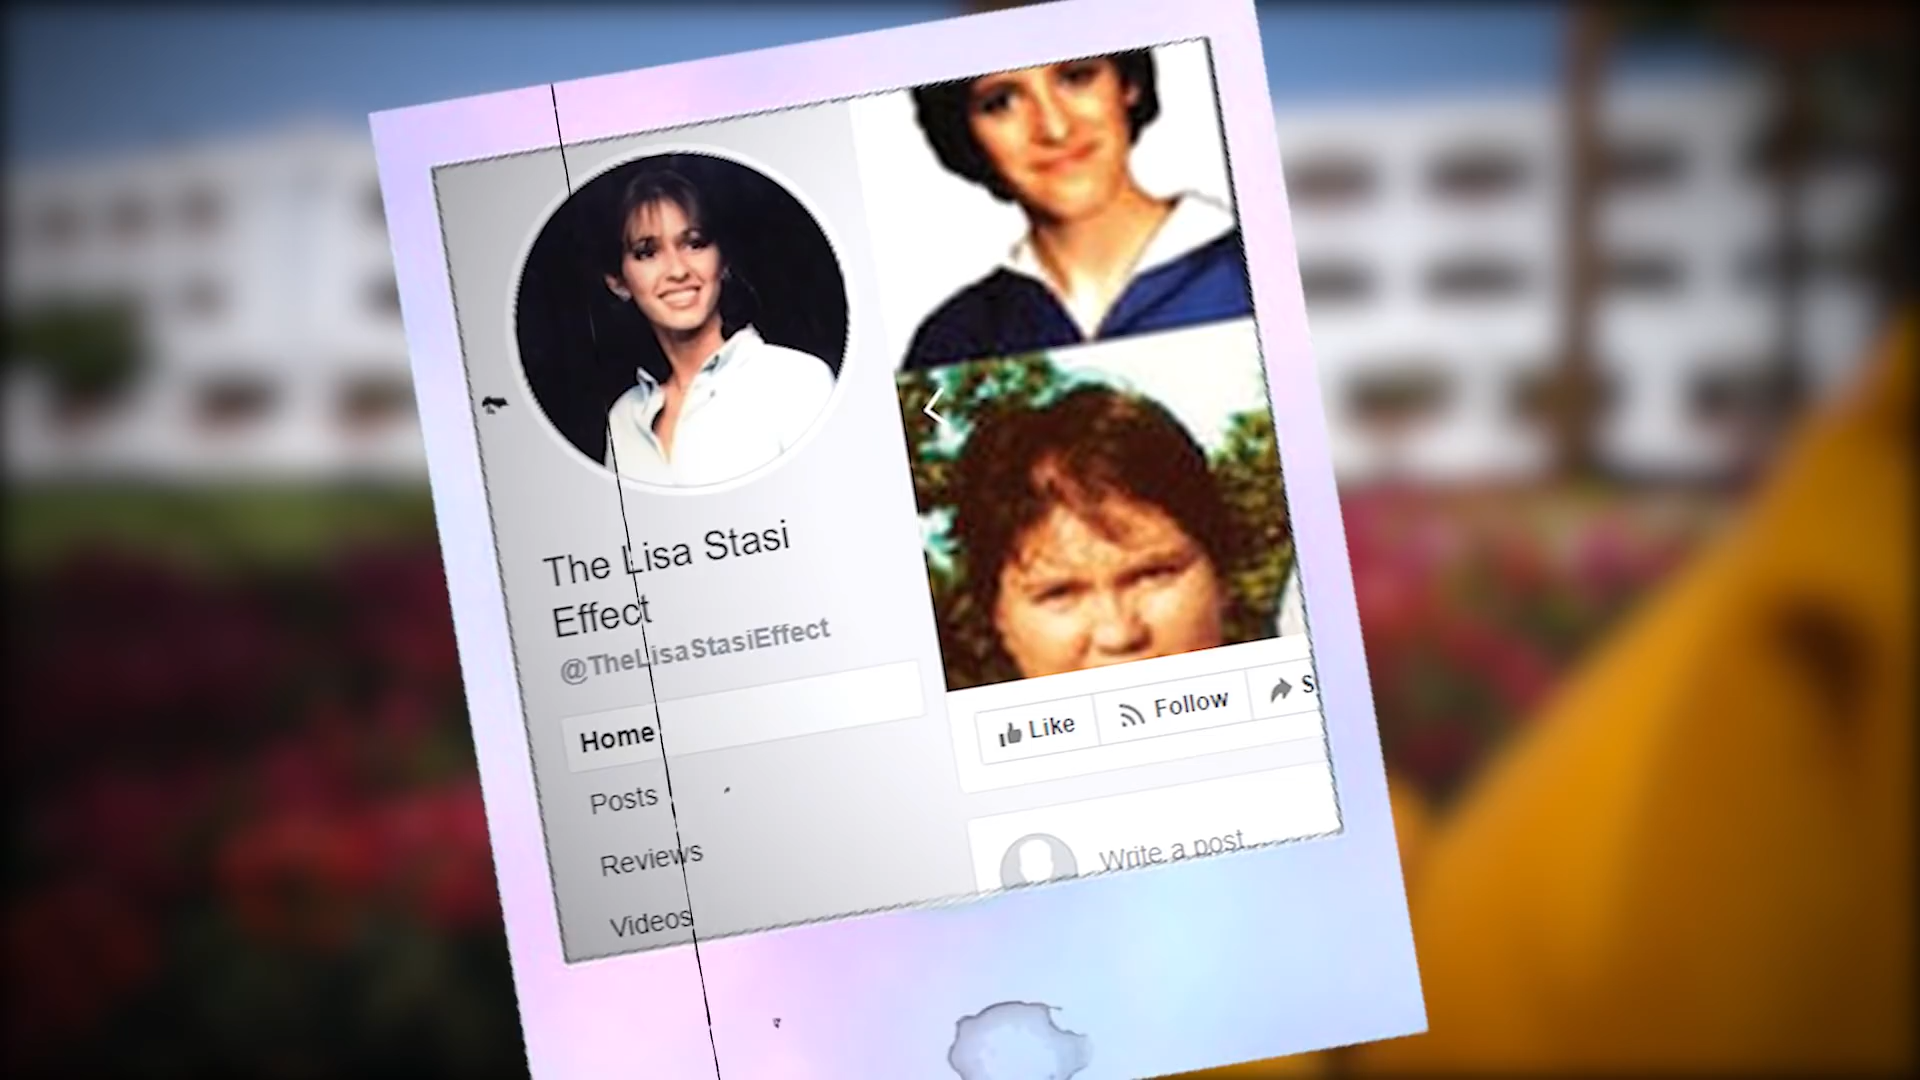 The Lisa Stasi
Effect
@TheLisaStasiEffect
Home
Posts
Reviews
Videos
Like
Follow
S
Write a post...